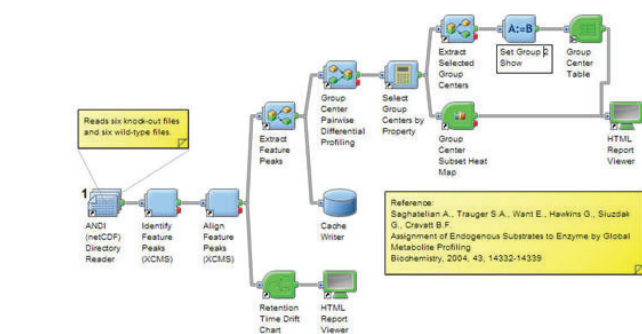 Extract
Selected
Group
Centers
A:=B
Set Group 2
Show
Group
Center
Table
Reads six knock-out files
and six wild-type files.
Extract
Feature
Peaks
Group
Center
Pairwise
Differential
Profiling
Select
Group
Centers by
Property
Group
Center
Subset Heat
Map
HTML
Report
Viewer
1
ANDI
(netCDF)
Directory
Reader
Identify
Feature
Peaks
(XCMS)
Align
Feature
Peaks
(XCMS)
Cache
Writer
Reference:
Saghatelian A., Trauger S.A., Want E., Hawkins G., Siuzdak
G., Cravatt B.F.
Assignment of Endogenous Substrates to Enzyme by Global
Metabolite Profiling
Biochemistry, 2004, 43, 14332-14339
Retention
Time Drift
Chart
HTML
Report
Viewer